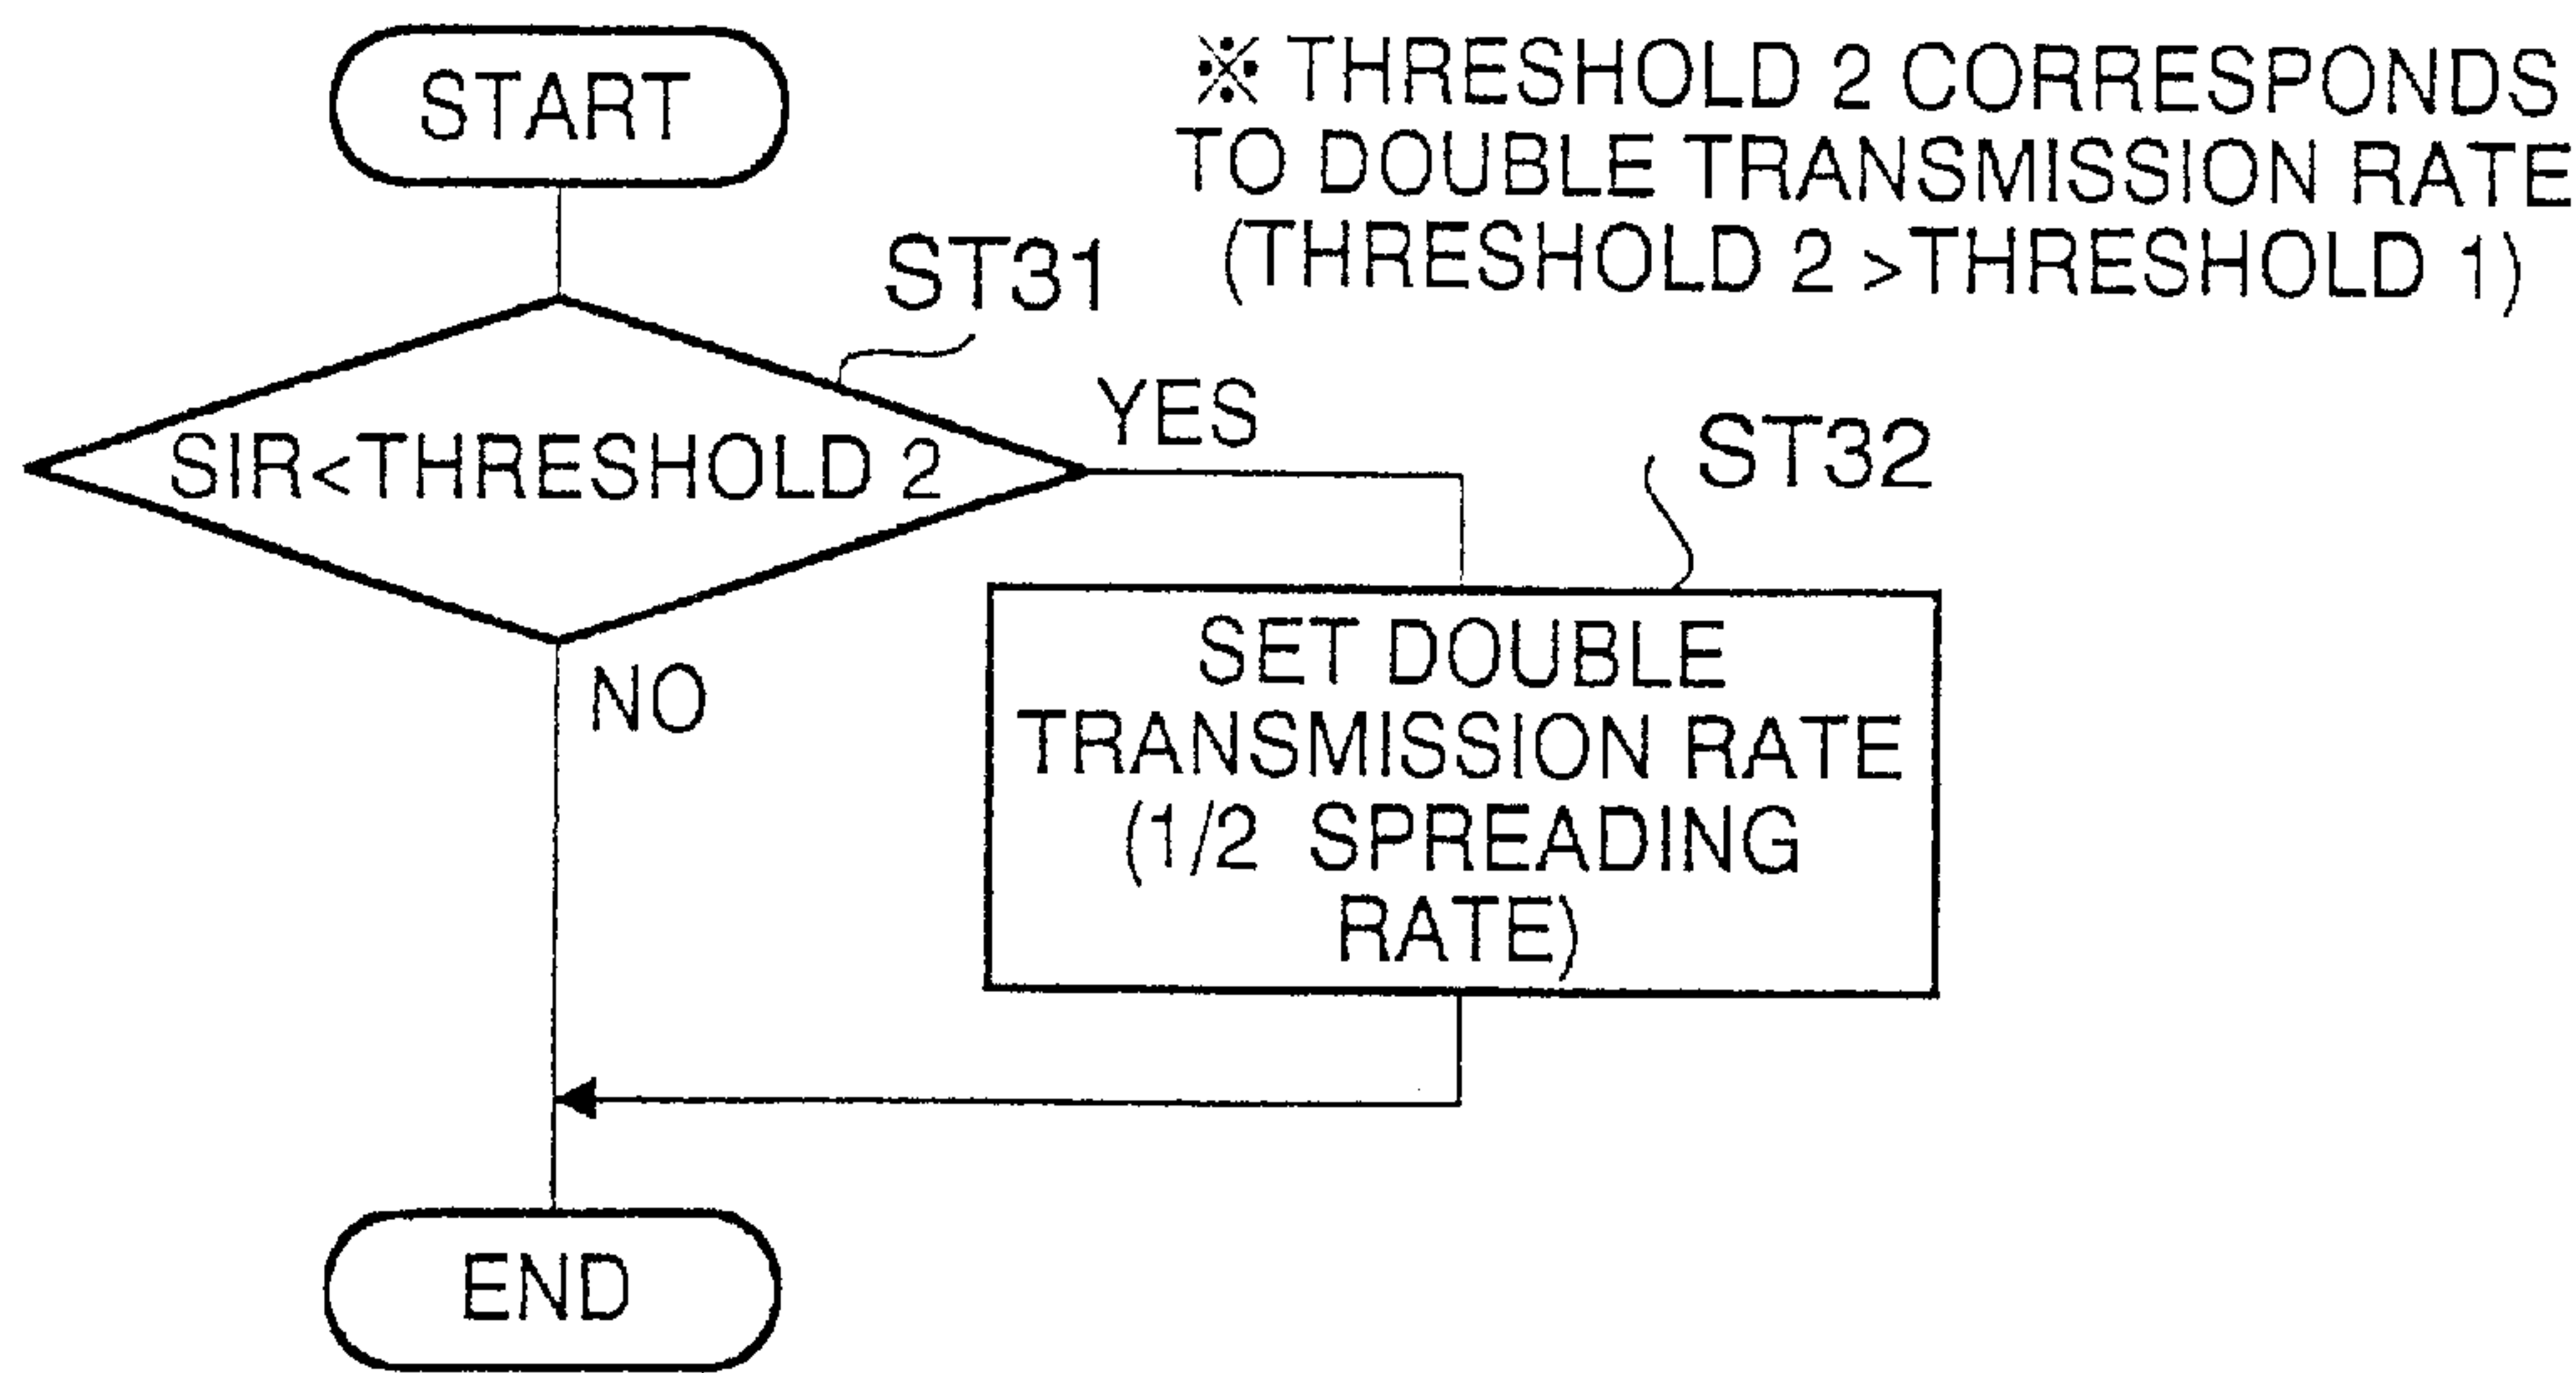 START
※ THRESHOLD 2 CORRESPONDS
TO DOUBLE TRANSMISSION RATE
(THRESHOLD 2 >THRESHOLD 1)
ST31
SIR<THRESHOLD 2
YES
ST32
NO
SET DOUBLE
TRANSMISSION RATE
(1/2 SPREADING
RATE)
END